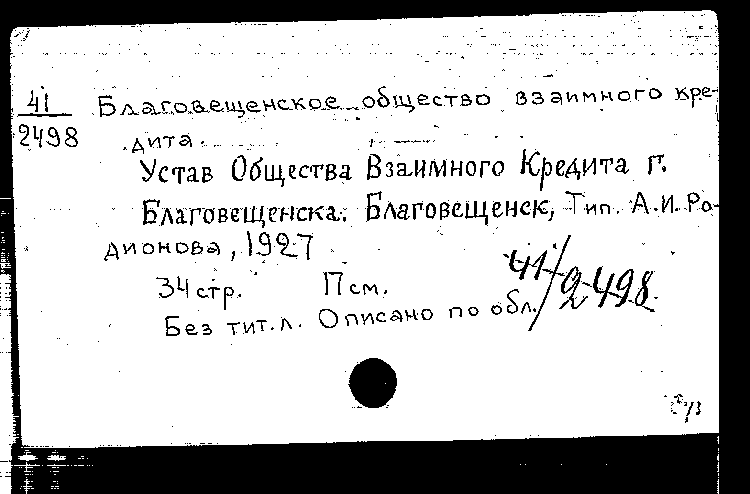 41
2498
Благовещенское общество взаимного кре-
дита
Устав Общества Взаимного Кредита г.
Благовещенска. Благовещенск, Тип. А.И. Ро-
дионова, 1927
34 стр. II см.
Без тит.л. Описано по обл.
41/2498